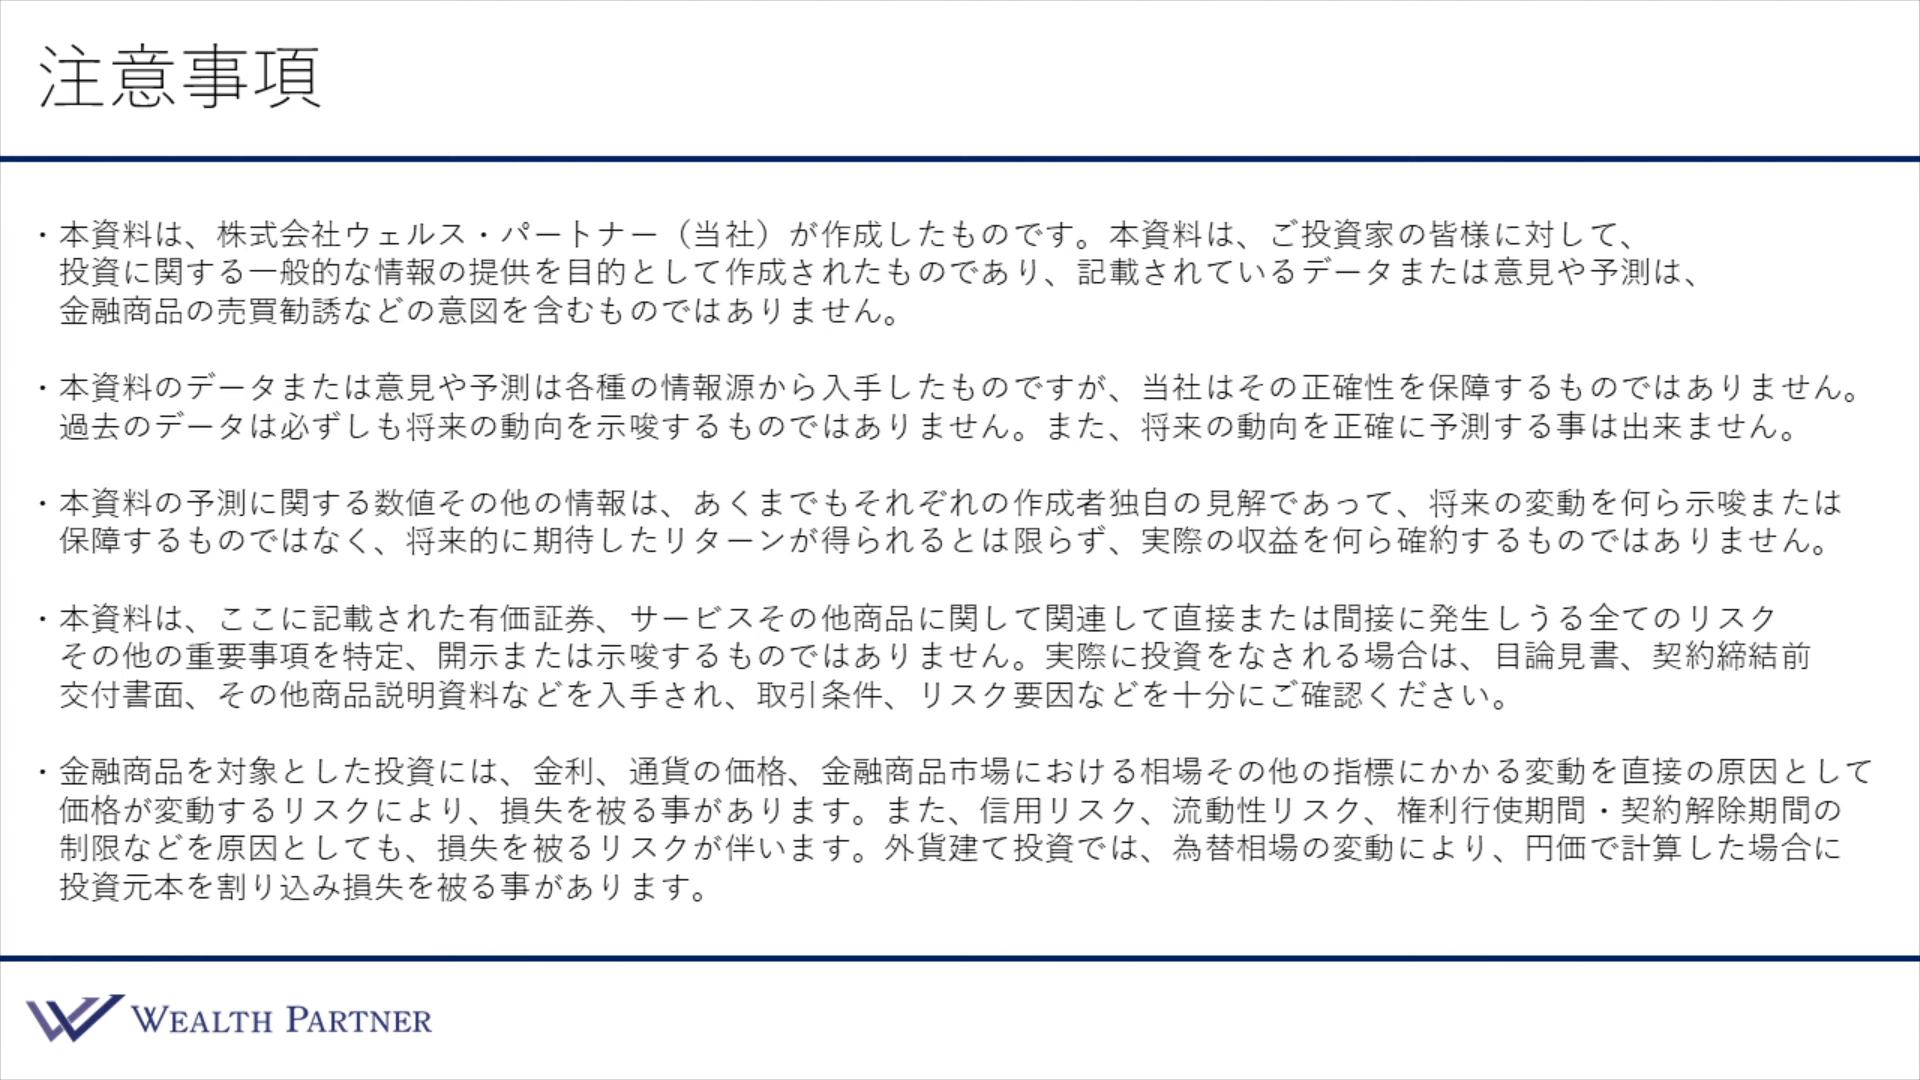 注意事項
・本資料は、株式会社ウェルス・パートナー（当社）が作成したものです。本資料は、ご投資家の皆様に対して、
投資に関する一般的な情報の提供を目的として作成されたものであり、記載されているデータまたは意見や予測は、
金融商品の売買勧誘などの意図を含むものではありません。
・本資料のデータまたは意見や予測は各種の情報源から入手したものですが、当社はその正確性を保障するものではありません。
過去のデータは必ずしも将来の動向を示唆するものではありません。また、将来の動向を正確に予測する事は出来ません。
・本資料の予測に関する数値その他の情報は、あくまでもそれぞれの作成者独自の見解であって、将来の変動を何ら示唆または
保障するものではなく、将来的に期待したリターンが得られるとは限らず、実際の収益を何ら確約するものではありません。
・本資料は、ここに記載された有価証券、サービスその他商品に関して関連して直接または間接に発生しうる全てのリスク
その他の重要事項を特定、開示または示唆するものではありません。実際に投資をなされる場合は、目論見書、契約締結前
交付書面、その他商品説明資料などを入手され、取引条件、リスク要因などを十分にご確認ください。
・金融商品を対象とした投資には、金利、通貨の価格、金融商品市場における相場その他の指標にかかる変動を直接の原因として
価格が変動するリスクにより、損失を被る事があります。また、信用リスク、流動性リスク、権利行使期間・契約解除期間の
制限などを原因としても、損失を被るリスクが伴います。外貨建て投資では、為替相場の変動により、円価で計算した場合に
投資元本を割り込み損失を被る事があります。
WEALTH PARTNER